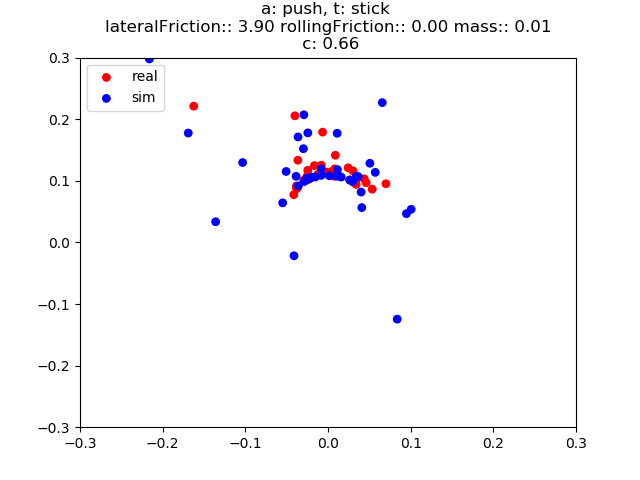 a: push, t: stick
lateralFriction:: 3.90 rollingFriction:: 0.00 mass:: 0.01
c: 0.66
real
sim
0.3
0.2
0.1
0.0
−0.1
−0.2
−0.3
−0.3
−0.2
−0.1
0.0
0.1
0.2
0.3